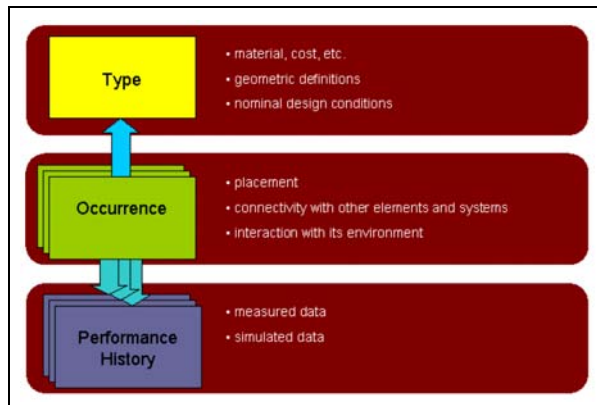 Type
• material, cost, etc.
• geometric definitions
• nominal design conditions
Occurrence
• placement
• connectivity with other elements and systems
• interaction with its environment
Performance
History
• measured data
• simulated data